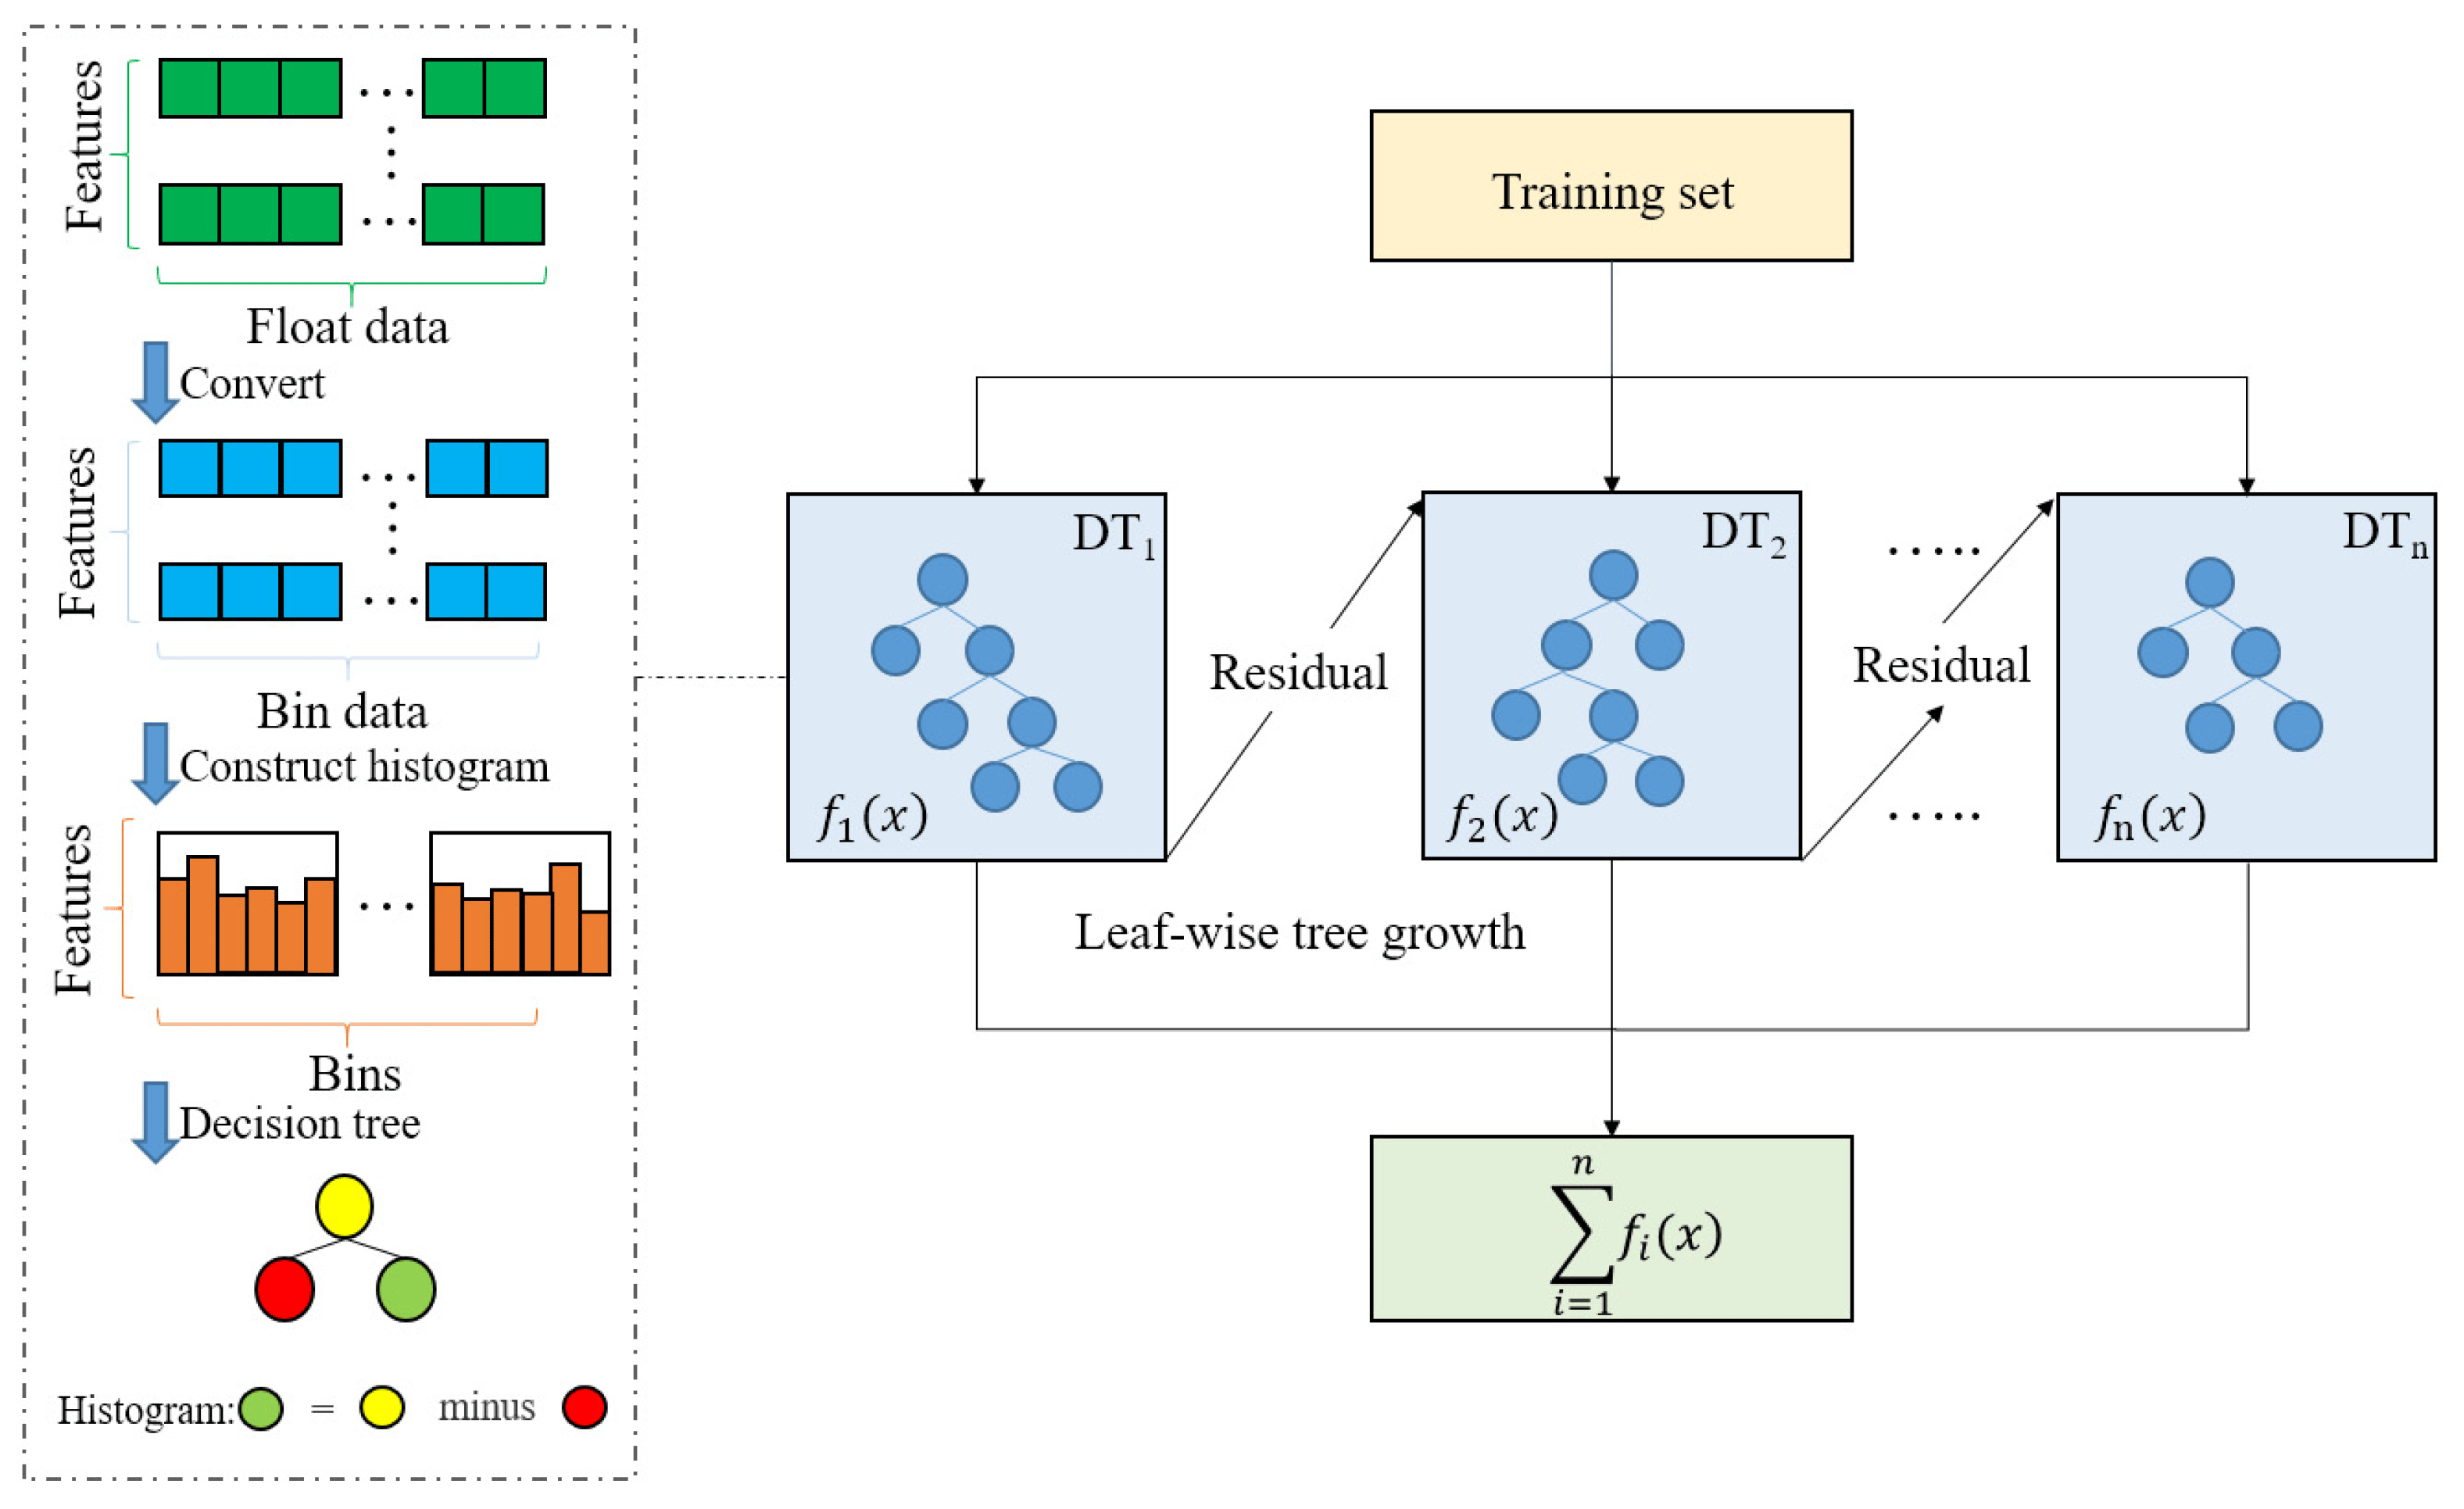 Features
Float data
Convert
Features
Bin data
Construct histogram
Features
Bins
Decision tree
Histogram: = minus
Training set
DT1
f1(x)
Residual
DT2
f2(x)
.....
Residual
.....
DTn
fn(x)
Leaf-wise tree growth
n
∑fi(x)
i=1